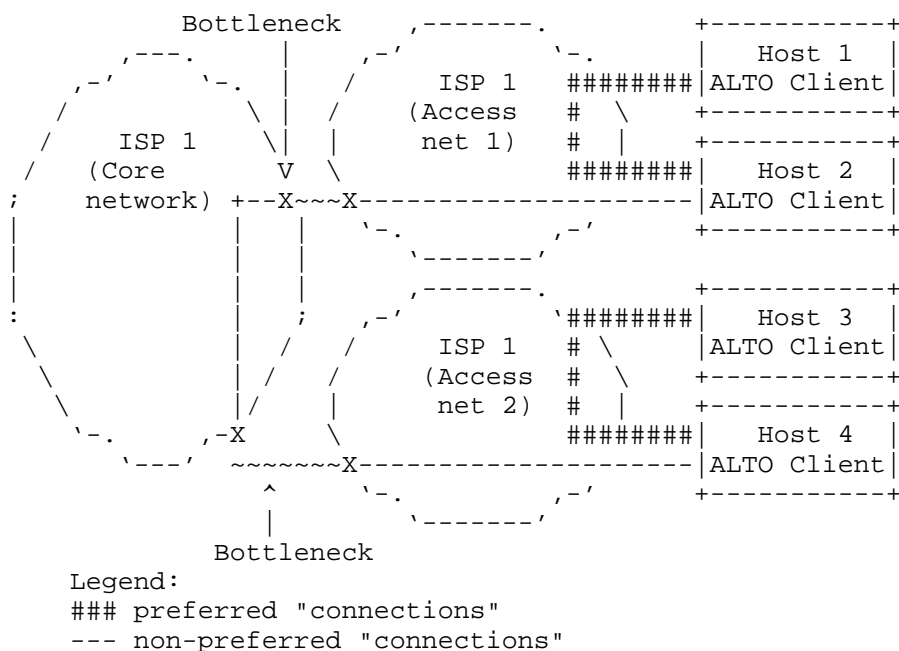 Bottleneck
ISP 1
(Access
net 1)
Host 1
ALTO Client
ISP 1
(Core
network)
Host 2
ALTO Client
ISP 1
(Access
net 2)
Host 3
ALTO Client
Host 4
ALTO Client
Bottleneck
Legend:
### preferred "connections"
--- non-preferred "connections"